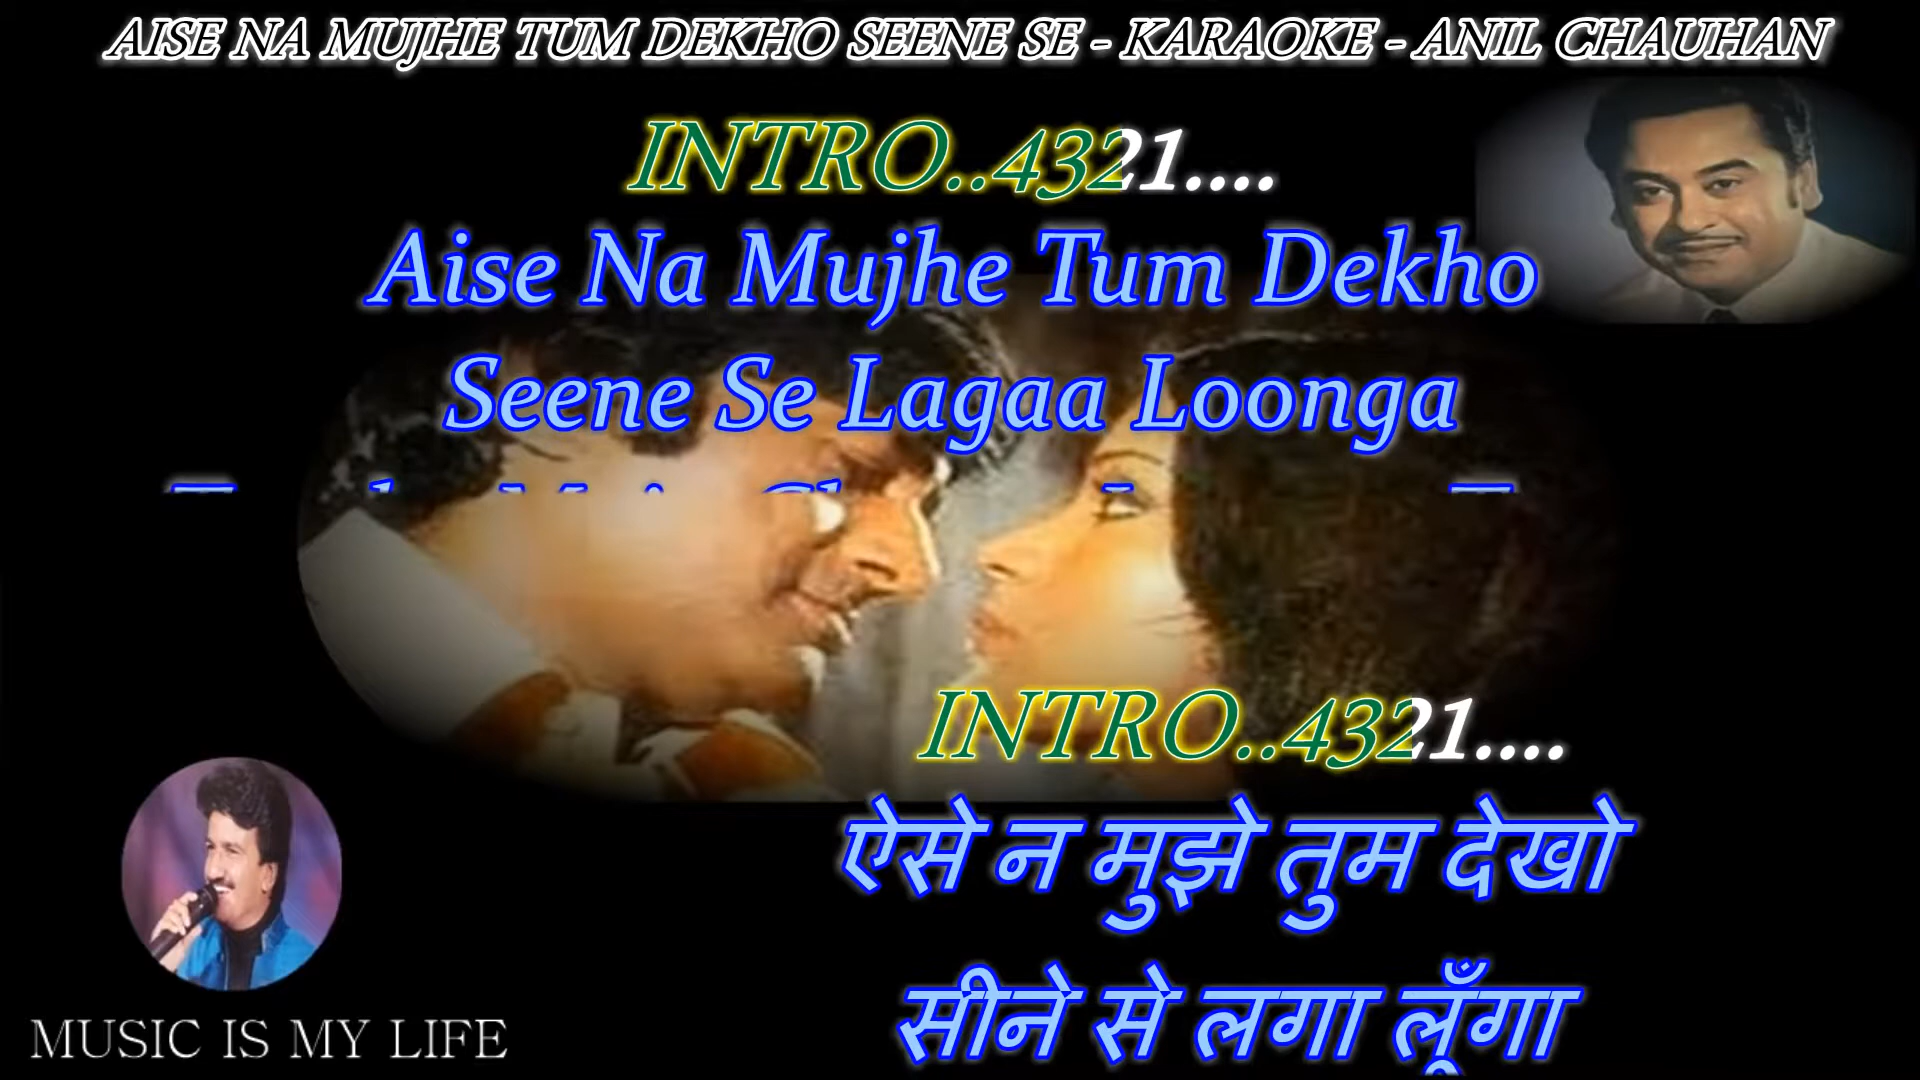 AISE NA MUJHE TUM DEKHO SEENE SE - KARAOKE - ANIL CHAUHAN
INTRO..4321....
Aise Na Mujhe Tum Dekho
Seene Se Lagaa Loonga
INTRO..4321....
ऐसे न मुझे तुम देखो
सीने से लगा लूँगा
MUSIC IS MY LIFE